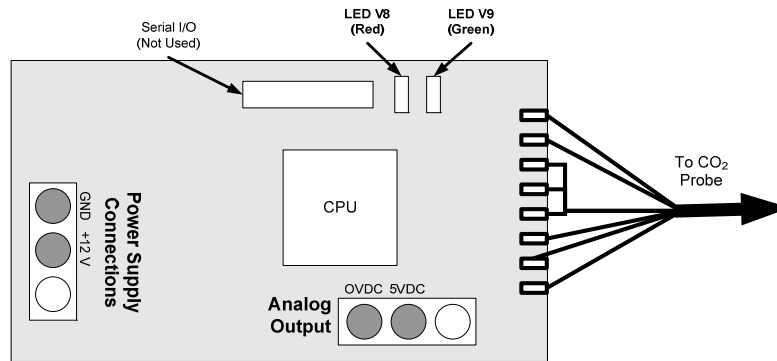 Serial I/O
(Not Used)
LED V8
(Red)
LED V9
(Green)
To CO₂
Probe
CPU
GND +12 V
Power Supply
Connections
Analog
Output
OVDC 5VDC